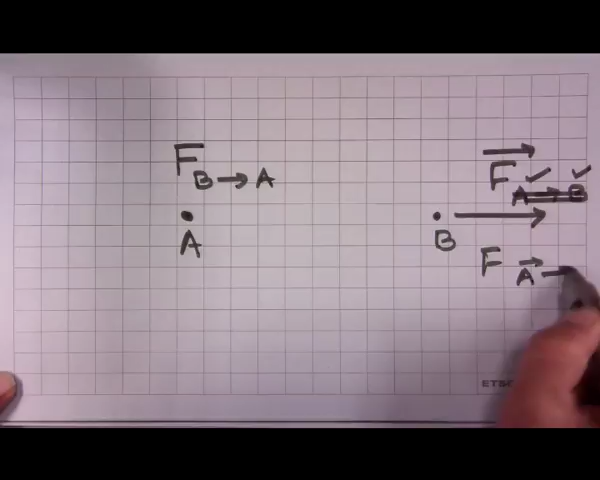 F B → A
A
F A → B
B
F A →